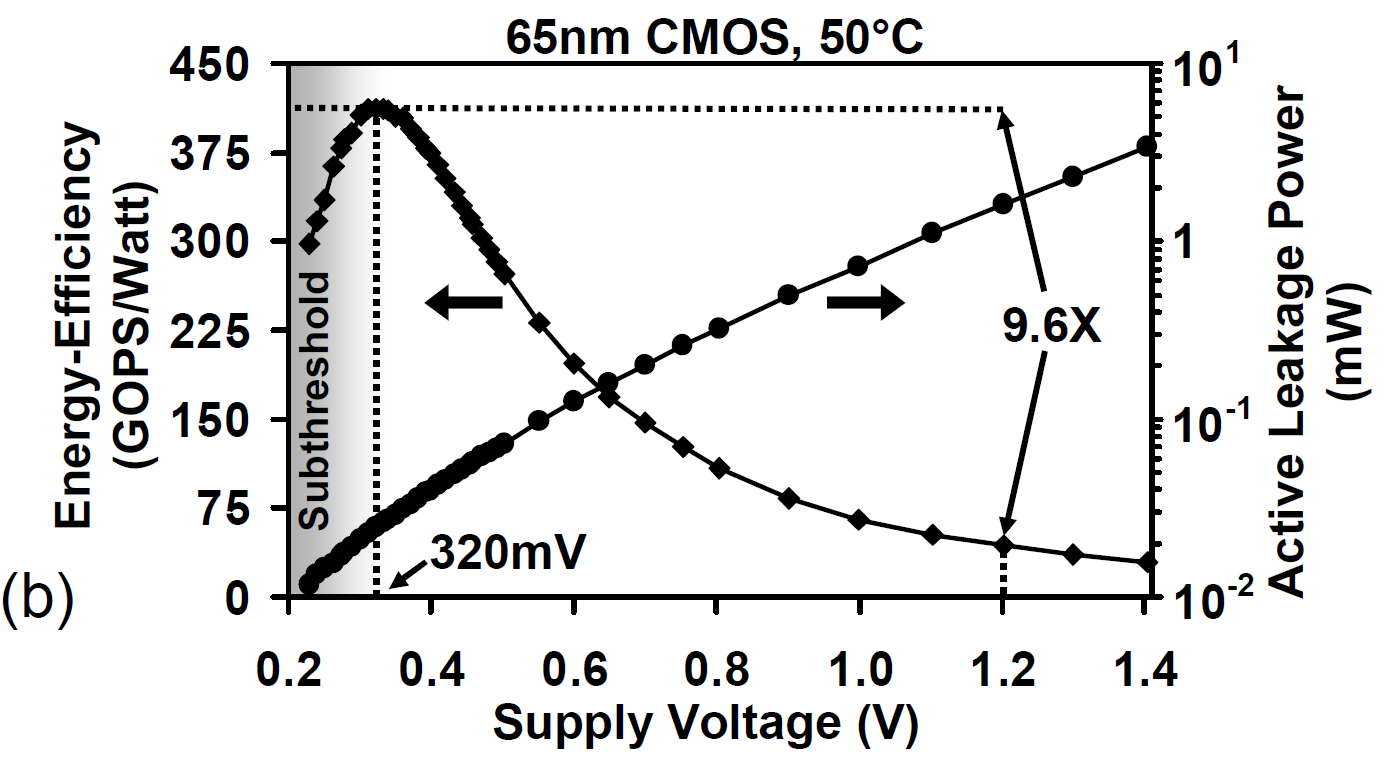 65nm CMOS, 50°C
Energy-Efficiency
(GOPS/Watt)
450
375
300
225
150
75
0
Subthreshold
320mV
9.6X
10^1
1
10^-1
10^-2
Active Leakage Power
(mW)
0.2 0.4 0.6 0.8 1.0 1.2 1.4
Supply Voltage (V)
(b)